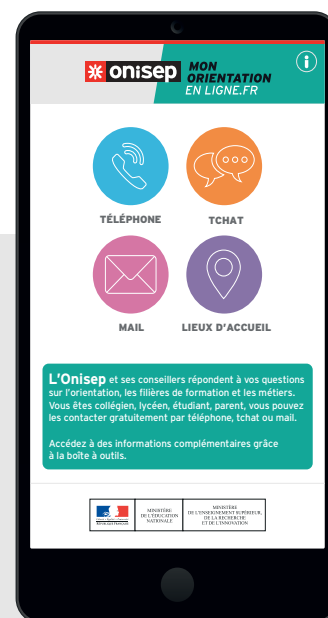 onisep
MON
ORIENTATION
EN LIGNE.FR
i
TÉLÉPHONE
TCHAT
MAIL
LIEUX D'ACCUEIL
L'Onisep et ses conseillers répondent à vos questions
sur l'orientation, les filières de formation et les métiers.
Vous êtes collégien, lycéen, étudiant, parent, vous pouvez
les contacter gratuitement par téléphone, tchat ou mail.
Accédez à des informations complémentaires grâce
à la boîte à outils.
MINISTÈRE
DE L'ÉDUCATION
NATIONALE
MINISTÈRE
DE L'ENSEIGNEMENT SUPÉRIEUR,
DE LA RECHERCHE
ET DE L'INNOVATION
RÉPUBLIQUE FRANÇAISE